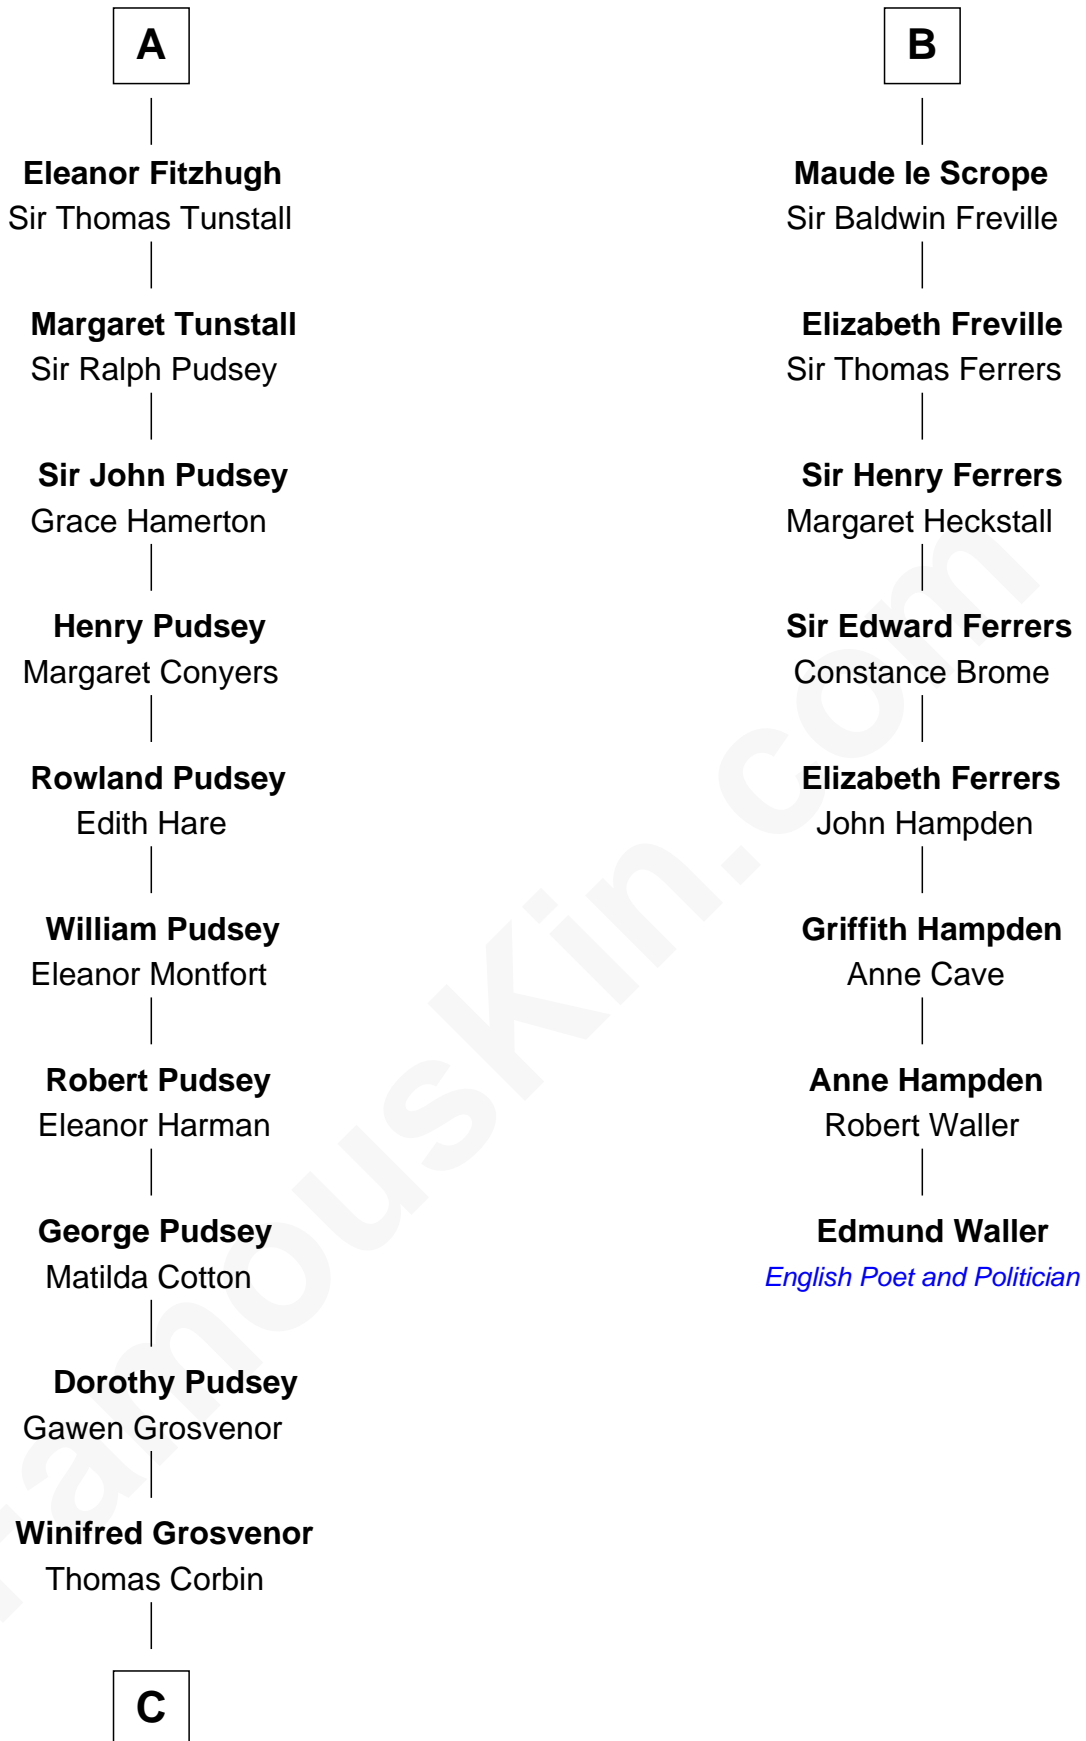 A
Eleanor Fitzhugh
Sir Thomas Tunstall
Margaret Tunstall
Sir Ralph Pudsey
Sir John Pudsey
Grace Hamerton
Henry Pudsey
Margaret Conyers
Rowland Pudsey
Edith Hare
William Pudsey
Eleanor Montfort
Robert Pudsey
Eleanor Harman
George Pudsey
Matilda Cotton
Dorothy Pudsey
Gawen Grosvenor
Winifred Grosvenor
Thomas Corbin
C
B
Maude le Scrope
Sir Baldwin Freville
Elizabeth Freville
Sir Thomas Ferrers
Sir Henry Ferrers
Margaret Heckstall
Sir Edward Ferrers
Constance Brome
Elizabeth Ferrers
John Hampden
Griffith Hampden
Anne Cave
Anne Hampden
Robert Waller
Edmund Waller
English Poet and Politician
FamousKin.com